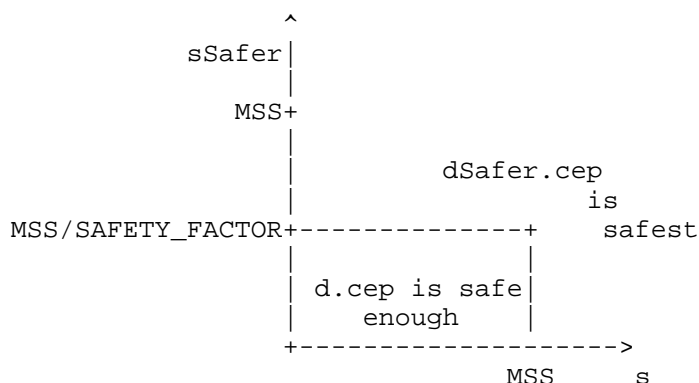 ^
sSafer|
|
MSS+
|
| dSafer.cep
| is
MSS/SAFETY_FACTOR+---------------+ safest
| |
| d.cep is safe|
| enough |
+-------------------->
MSS s